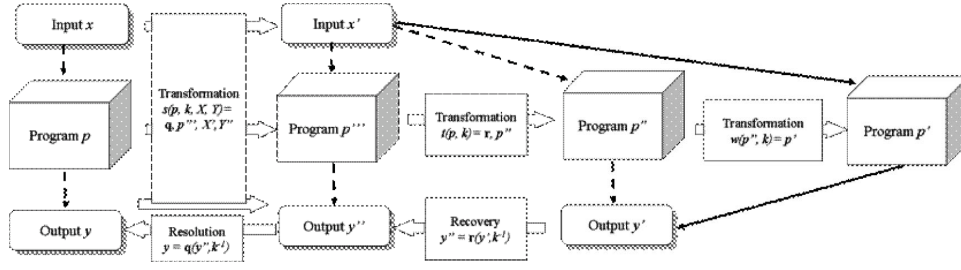 Input x
Input x'
Transformation
s(p, k, X, Y)=
q, p''', X', Y''
Program p
Program p'''
Transformation
t(p, k)= r, p''
Program p''
Transformation
w(p'', k)= p'
Program p'
Output y
Resolution
y = q(y'',k⁻¹)
Output y''
Recovery
y'' = r(y',k⁻¹)
Output y'